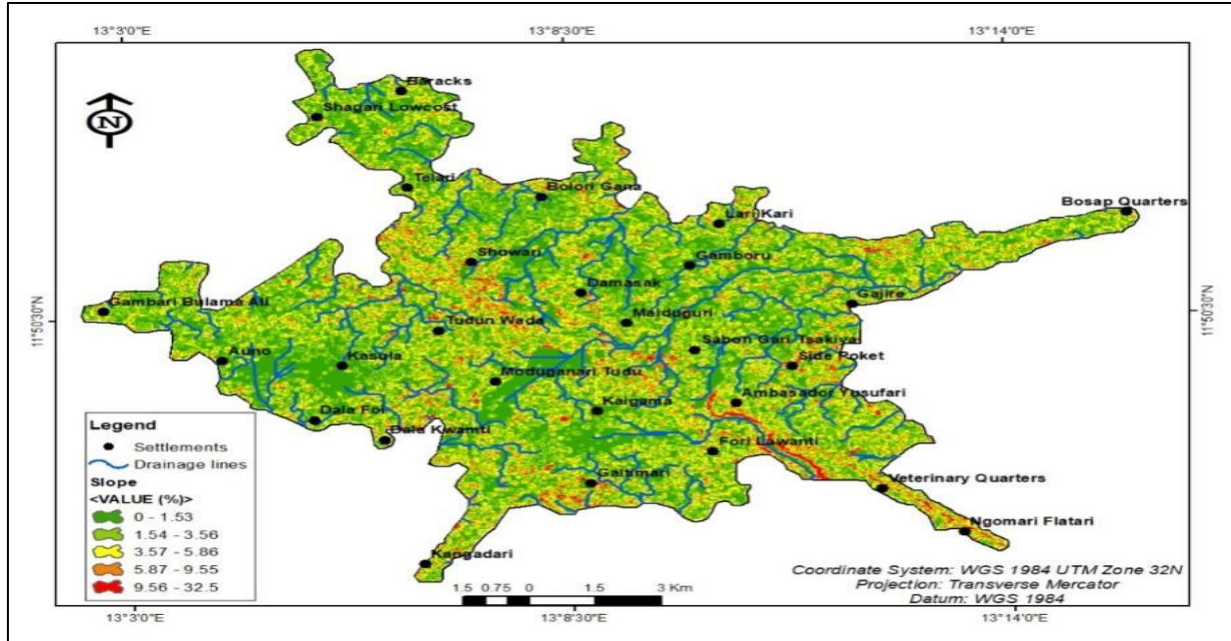 13°3'0"E 13°8'30"E 13°14'0"E
N
Baracks
Shagari Lowcost
Telari
Bolori Gana
Bosap Quarters
Lari Kari
Showari
Gamboru
Damasak
Gajire
Gambari Bulama Ali
Maiduguri
Tudun Wada
11°50'30"N
11°50'30"N
Sabon Gari Tsakiya
Auno
Kasula
Side Poket
Moduganari Tudu
Ambasador Yusufari
Kaigama
Dala Fol
Dala Kwamti
Fori Lawanti
Galtimari
Veterinary Quarters
Ngomari Flatari
Kangadari
Legend
Settlements
Drainage lines
Slope
<VALUE (%)>
0 - 1.53
1.54 - 3.56
3.57 - 5.86
5.87 - 9.55
9.56 - 32.5
1.5 0.75 0 1.5 3 Km
Coordinate System: WGS 1984 UTM Zone 32N
Projection: Transverse Mercator
Datum: WGS 1984
13°3'0"E 13°8'30"E 13°14'0"E